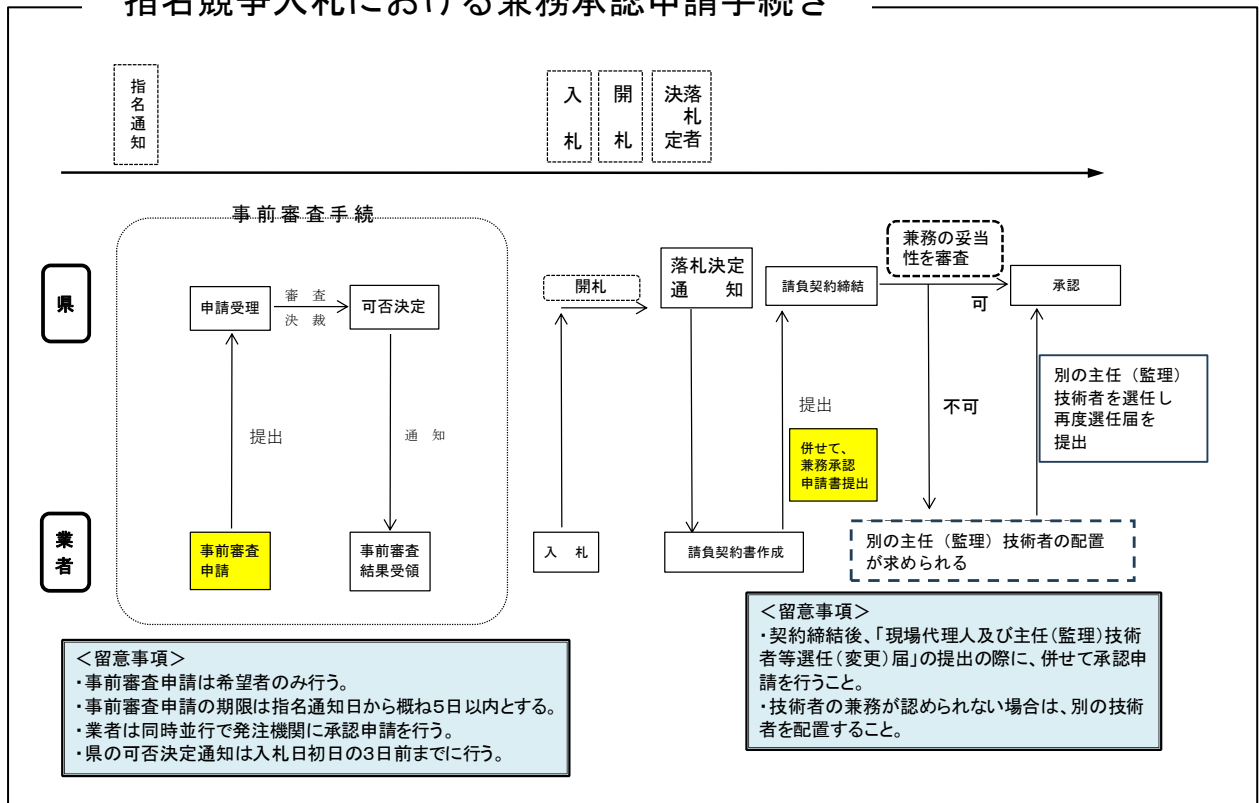 指名競争入札における兼務承認申請手続き
指名通知
入札
開札
落札者決定
事前審査手続
県
申請受理
審 査
決 裁
可否決定
開札
落札決定
通 知
請負契約締結
兼務の妥当
性を審査
可
承認
提出
通 知
提出
併せて、
兼務承認
申請書提出
不可
別の主任（監理）
技術者を選任し
再度選任届を
提出
業者
事前審査
申請
事前審査
結果受領
入 札
請負契約書作成
別の主任（監理）技術者の配置
が求められる
＜留意事項＞
・事前審査申請は希望者のみ行う。
・事前審査申請の期限は指名通知日から概ね５日以内とする。
・業者は同時並行で発注機関に承認申請を行う。
・県の可否決定通知は入札日初日の３日前までに行う。
＜留意事項＞
・契約締結後、「現場代理人及び主任（監理）技術
者等選任（変更）届」の提出の際に、併せて承認申
請を行うこと。
・技術者の兼務が認められない場合は、別の技術
者を配置すること。